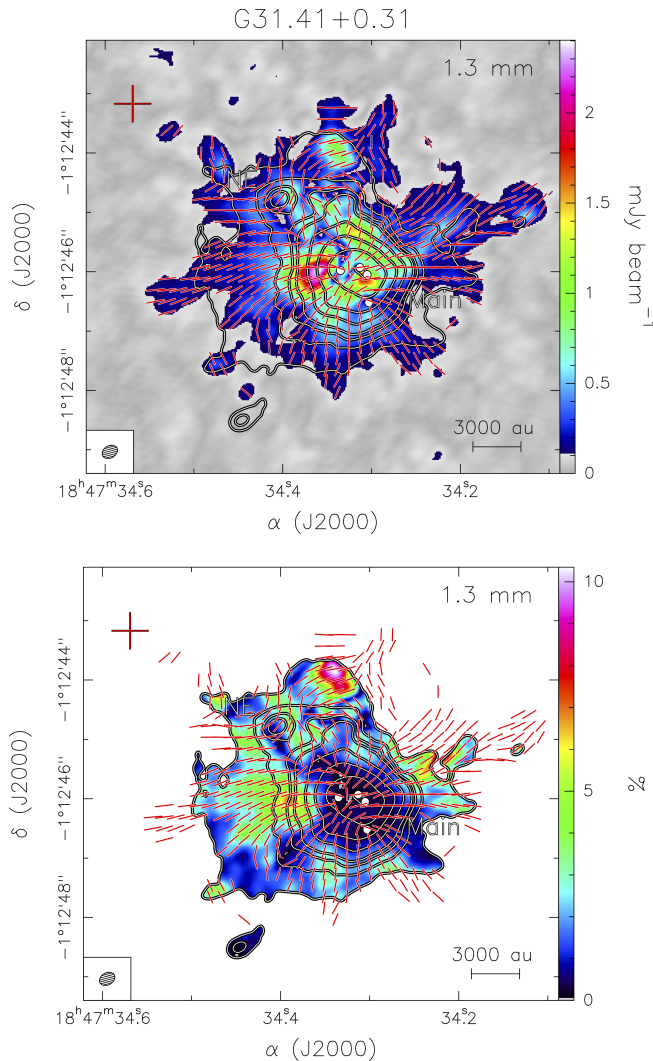 G31.41+0.31
1.3 mm
NE
Main
3000 au
−1°12'44"
−1°12'46"
−1°12'48"
δ (J2000)
18ʰ47ᵐ34ˢ.6
34ˢ.4
34ˢ.2
α (J2000)
0
0.5
1
1.5
2
mJy beam⁻¹
1.3 mm
NE
Main
3000 au
−1°12'44"
−1°12'46"
−1°12'48"
δ (J2000)
18ʰ47ᵐ34ˢ.6
34ˢ.4
34ˢ.2
α (J2000)
0
5
10
%